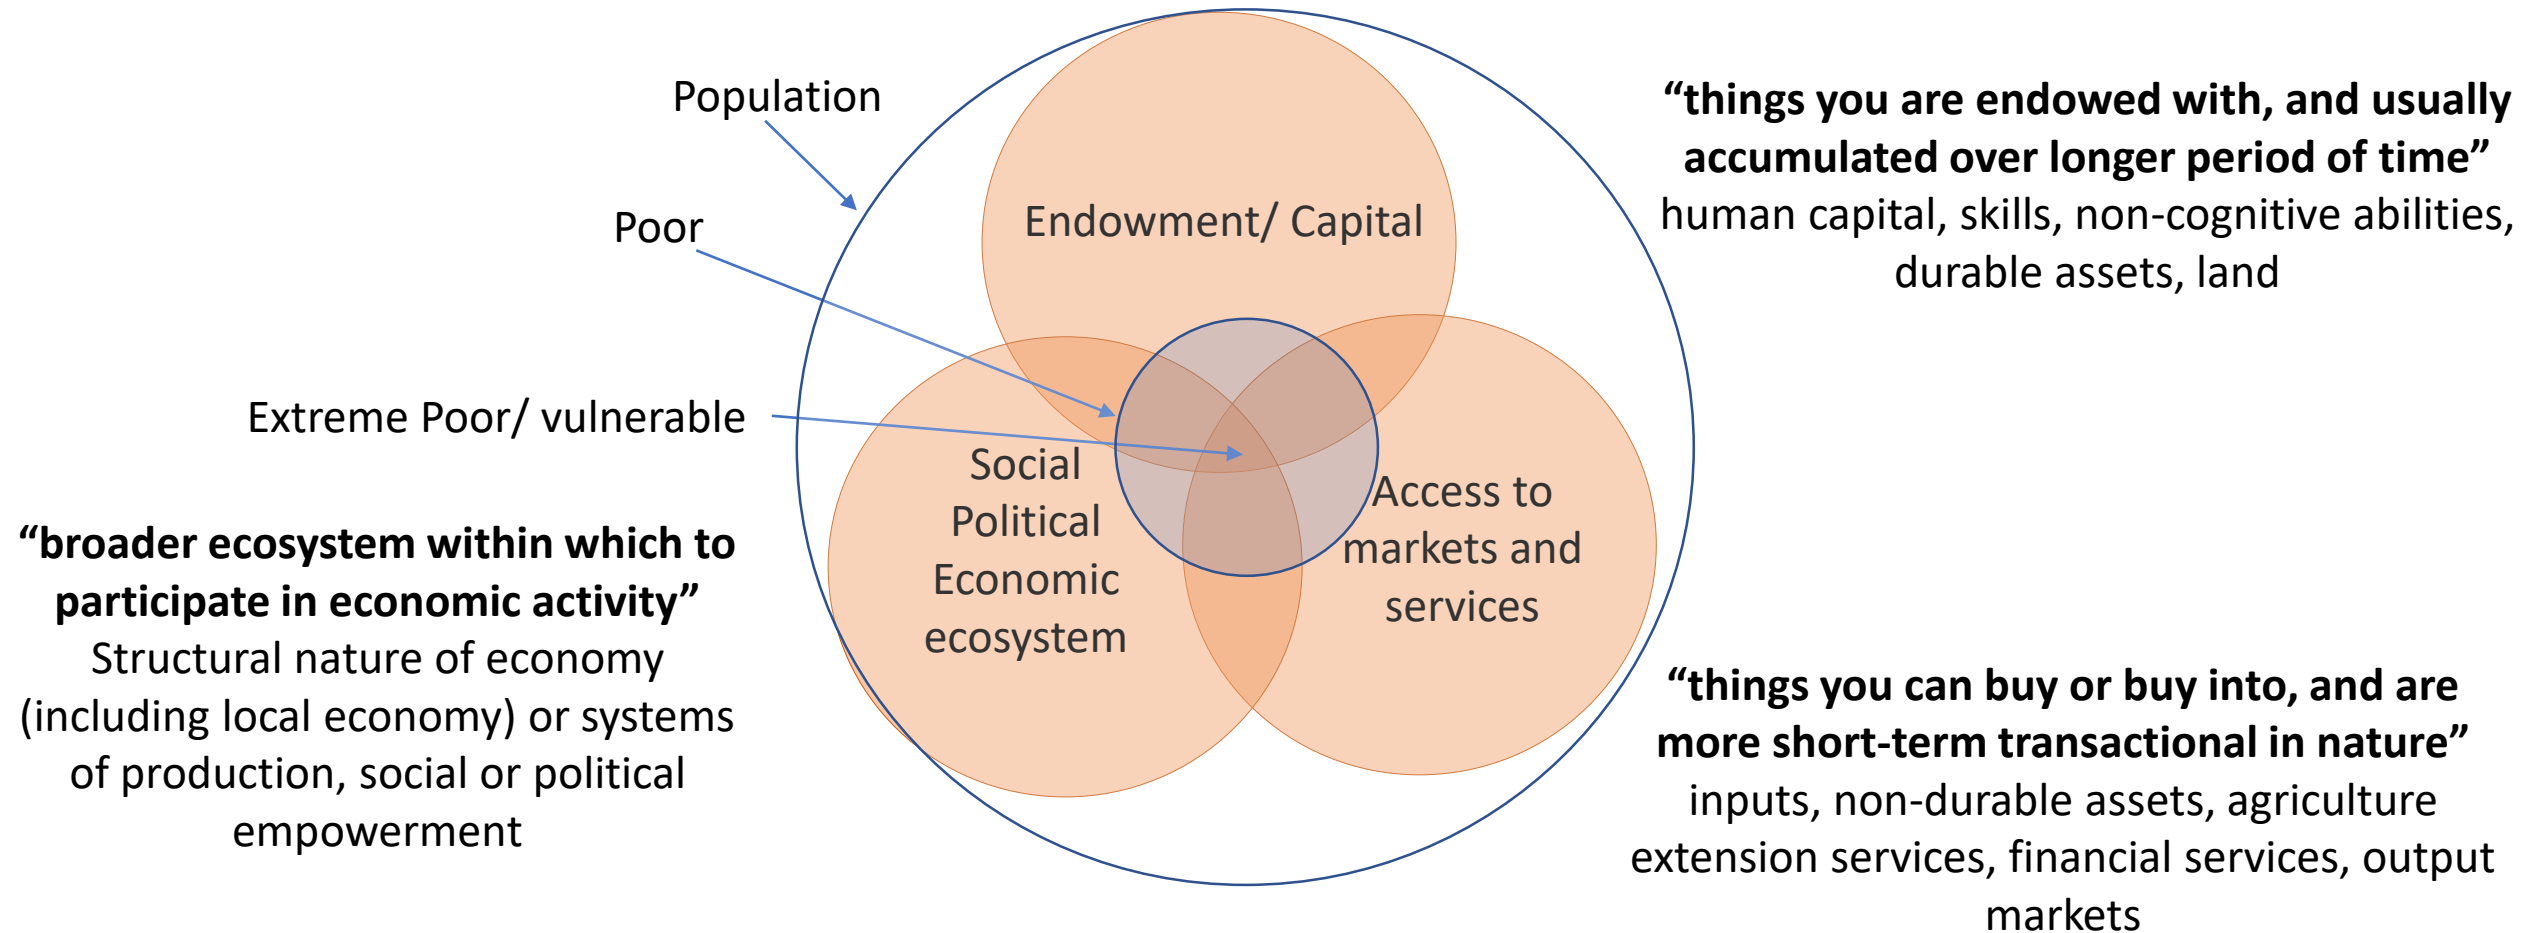 Population
Poor
Extreme Poor/ vulnerable
“broader ecosystem within which to
participate in economic activity”
Structural nature of economy
(including local economy) or systems
of production, social or political
empowerment
Endowment/ Capital
Social
Political
Economic
ecosystem
Access to
markets and
services
“things you are endowed with, and usually
accumulated over longer period of time”
human capital, skills, non-cognitive abilities,
durable assets, land
“things you can buy or buy into, and are
more short-term transactional in nature”
inputs, non-durable assets, agriculture
extension services, financial services, output
markets